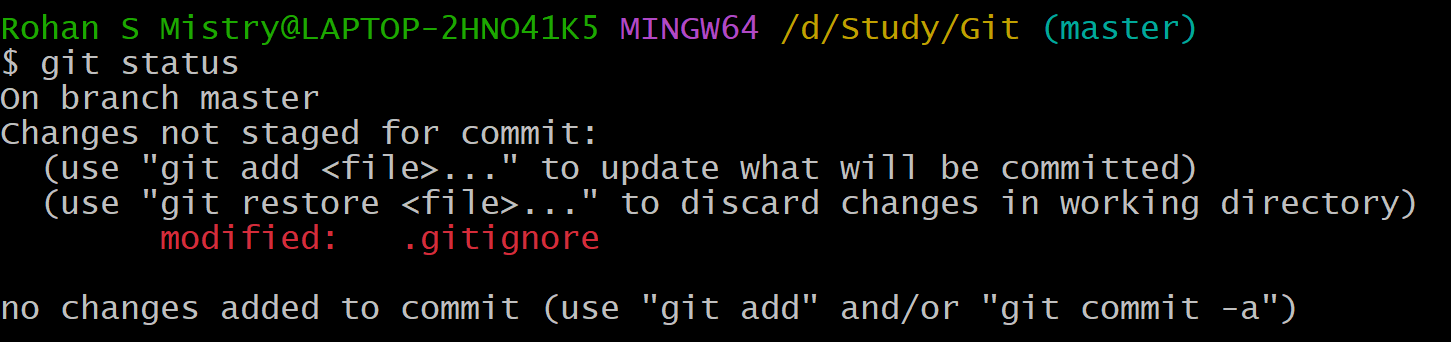 Rohan S Mistry@LAPTOP-2HNO41K5 MINGW64 /d/Study/Git (master)
$ git status
On branch master
Changes not staged for commit:
  (use "git add <file>..." to update what will be committed)
  (use "git restore <file>..." to discard changes in working directory)
        modified:   .gitignore

no changes added to commit (use "git add" and/or "git commit -a")